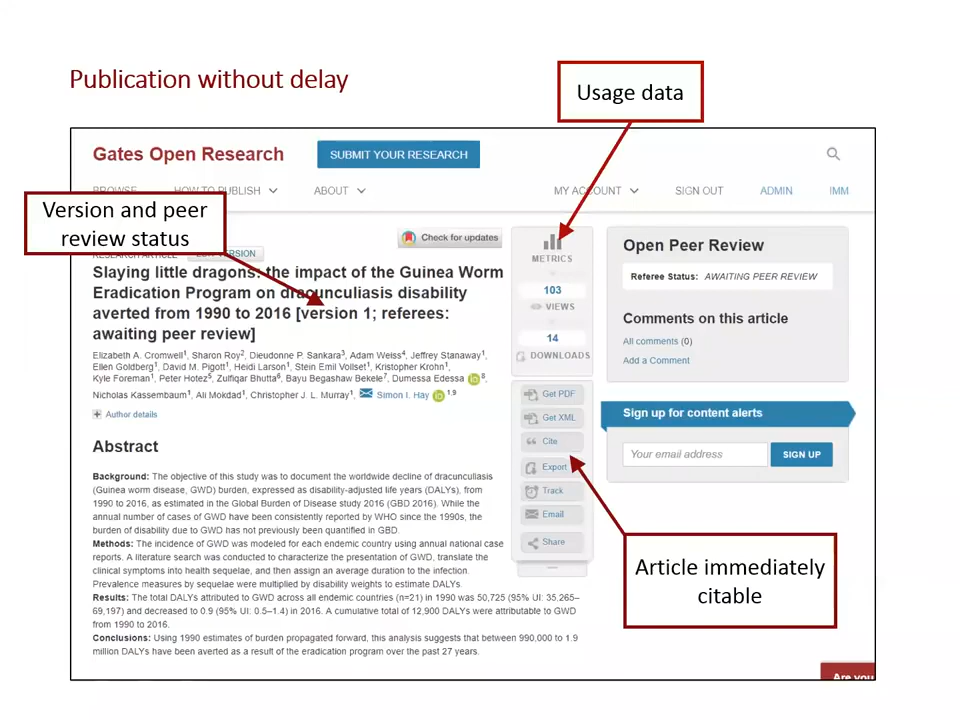 Publication without delay
Usage data
Gates Open Research
SUBMIT YOUR RESEARCH
BROWSE
HOW TO PUBLISH
ABOUT
MY ACCOUNT
SIGN OUT
ADMIN
IMM
Version and peer
review status
RESEARCH ARTICLE
VERSION
Check for updates
Slaying little dragons: the impact of the Guinea Worm
Eradication Program on dracunculiasis disability
averted from 1990 to 2016 [version 1; referees:
awaiting peer review]
Elizabeth A. Cromwell1, Sharon Roy2, Dieudonne P. Sankara3, Adam Weiss4, Jeffrey Stanaway1,
Ellen Goldberg1, David M. Pigott1, Heidi Larson1, Stein Emil Vollset1, Kristopher Krohn1,
Kyle Foreman1, Peter Hotez5, Zulfiqar Bhutta6, Bayu Begashaw Bekele7, Dumessa Edessa iD 8,
Nicholas Kassebaum1, Ali Mokdad1, Christopher J. L. Murray1, Simon I. Hay iD 1,9
Author details
Abstract
Background: The objective of this study was to document the worldwide decline of dracunculiasis
(Guinea worm disease, GWD) burden, expressed as disability-adjusted life years (DALYs), from
1990 to 2016, as estimated in the Global Burden of Disease study 2016 (GBD 2016). While the
annual number of cases of GWD have been consistently reported by WHO since the 1990s, the
burden of disability due to GWD has not previously been quantified in GBD.
Methods: The incidence of GWD was modeled for each endemic country using annual national case
reports. A literature search was conducted to characterize the presentation of GWD, translate the
clinical symptoms into health sequelae, and then assign an average duration to the infection.
Prevalence measures by sequelae were multiplied by disability weights to estimate DALYs.
Results: The total DALYs attributed to GWD across all endemic countries (n=21) in 1990 was 50,725 (95% UI: 35,265–
69,197) and decreased to 0.9 (95% UI: 0.5–1.4) in 2016. A cumulative total of 12,900 DALYs were attributable to GWD
from 1990 to 2016.
Conclusions: Using 1990 estimates of burden propagated forward, this analysis suggests that between 990,000 to 1.9
million DALYs have been averted as a result of the eradication program over the past 27 years.
METRICS
103
VIEWS
14
DOWNLOADS
Get PDF
Get XML
Cite
Export
Track
Email
Share
Open Peer Review
Referee Status: AWAITING PEER REVIEW
Comments on this article
All comments (0)
Add a Comment
Sign up for content alerts
Your email address
SIGN UP
Article immediately
citable
Are you